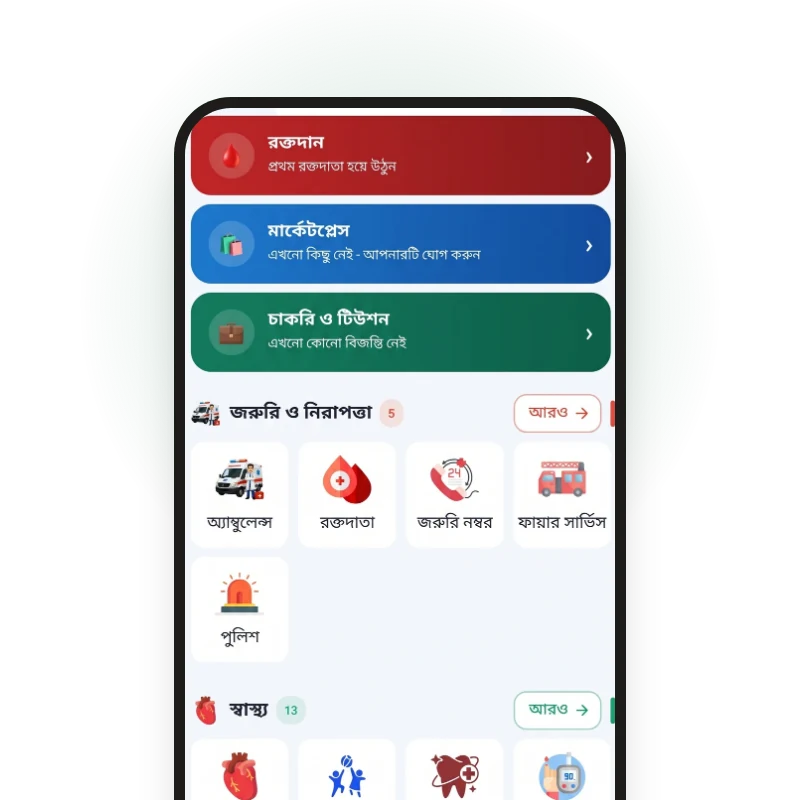 রক্তদান
প্রথম রক্তদাতা হয়ে উঠুন
›
মার্কেটপ্লেস
এখনো কিছু নেই - আপনারটি যোগ করুন
›
চাকরি ও টিউশন
এখনো কোনো বিজ্ঞপ্তি নেই
›
জরুরি ও নিরাপত্তা 5 আরও →
24
অ্যাম্বুলেন্স রক্তদাতা জরুরি নম্বর ফায়ার সার্ভিস
পুলিশ
স্বাস্থ্য 13 আরও →
90